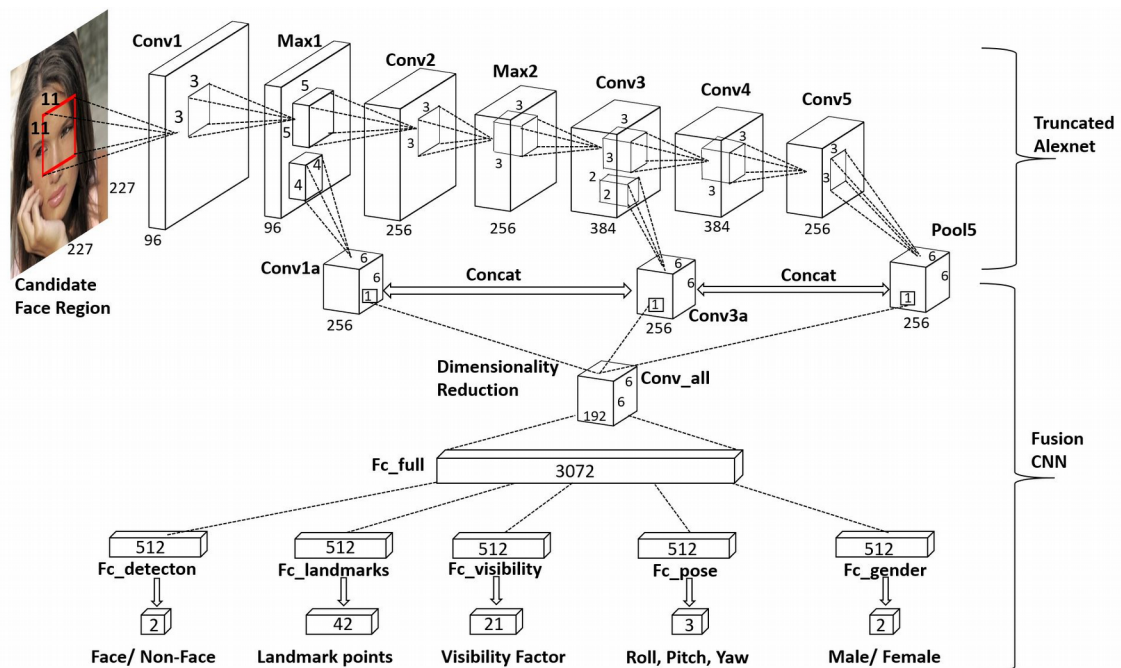 Conv1
Max1
Conv2
Max2
Conv3
Conv4
Conv5
Truncated
Alexnet
11
11
3
3
5
5
4
4
3
3
3
3
3
3
2
2
3
3
3
3
227
227
96
96
256
256
384
384
256
Candidate
Face Region
Conv1a
6
6
1
256
Concat
6
6
1
256
Conv3a
Concat
Pool5
6
6
1
256
Dimensionality
Reduction
Conv_all
6
6
192
Fc_full
3072
Fusion
CNN
512
512
512
512
512
Fc_detecton
Fc_landmarks
Fc_visibility
Fc_pose
Fc_gender
2
42
21
3
2
Face/ Non-Face
Landmark points
Visibility Factor
Roll, Pitch, Yaw
Male/ Female